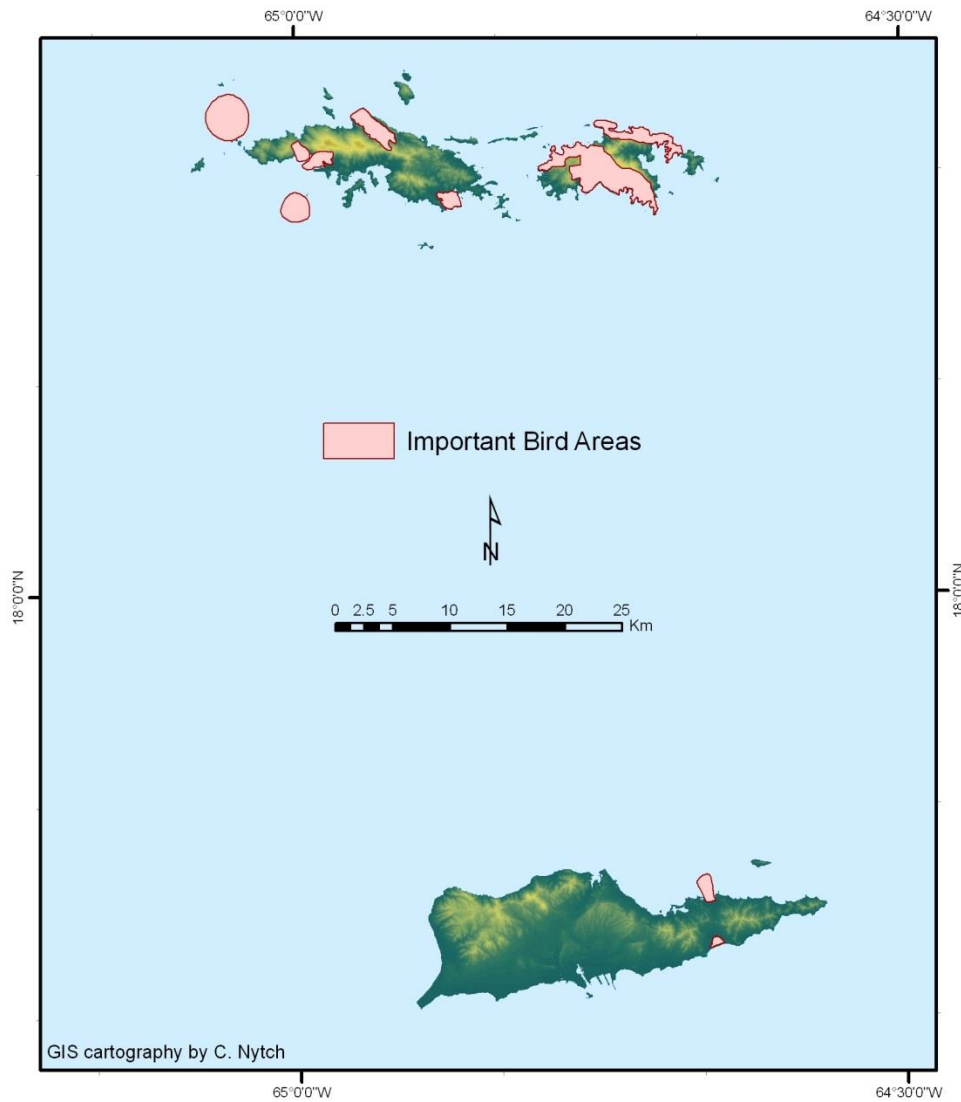 65°0'0"W 64°30'0"W
Important Bird Areas
N
18°0'0"N 18°0'0"N
0 2.5 5 10 15 20 25
Km
GIS cartography by C. Nytch
65°0'0"W 64°30'0"W